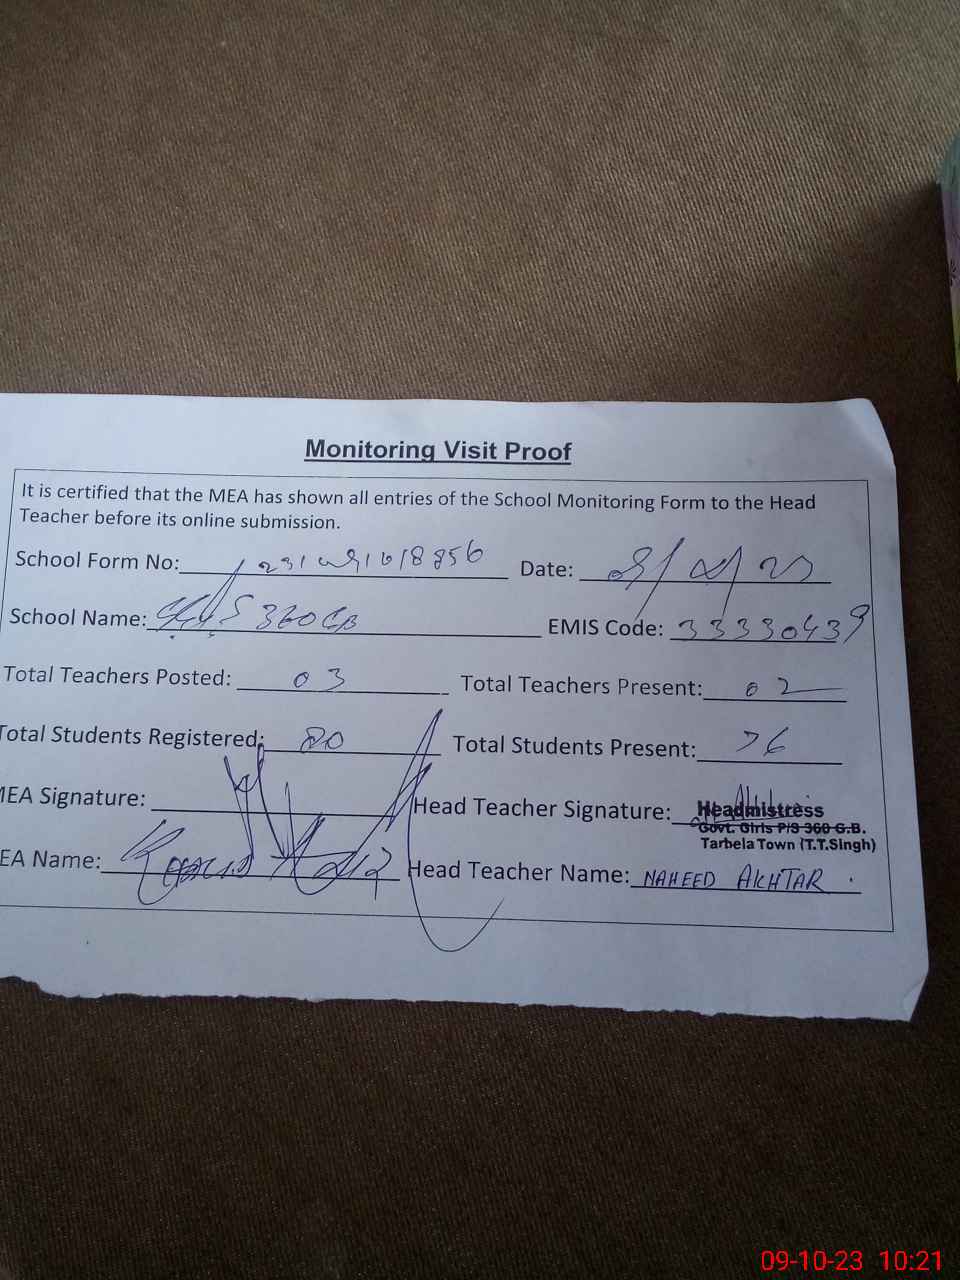 Monitoring Visit Proof
It is certified that the MEA has shown all entries of the School Monitoring Form to the Head
Teacher before its online submission.
School Form No: Date:
School Name: 360 GB EMIS Code: 33330439
Total Teachers Posted: 03 Total Teachers Present: 02
Total Students Registered: 80 Total Students Present: 76
MEA Signature: Head Teacher Signature: Headmistress
Govt. Girls P/S 360 G.B.
Tarbela Town (T.T.Singh)
EA Name: Head Teacher Name: NAHEED AKHTAR .
09-10-23 10:21